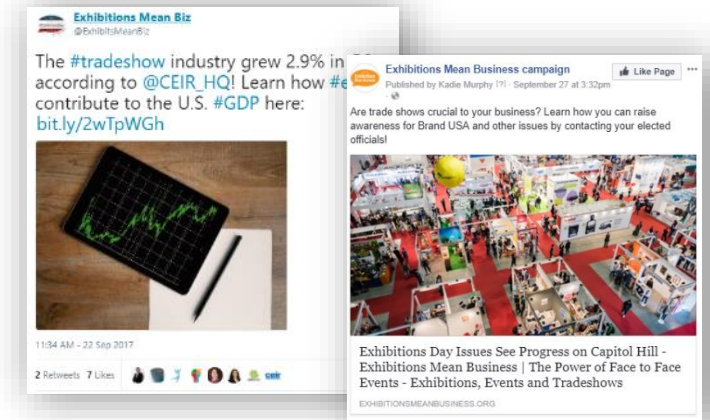 Exhibitions Mean Biz
@ExhibitsMeanBiz
The #tradeshow industry grew 2.9% in
according to @CEIR_HQ! Learn how
contribute to the U.S. #GDP here:
bit.ly/2wTpWGh
11:34 AM - 22 Sep 2017
2 Retweets 7 Likes
ceir
Exhibitions Mean Business campaign
Like Page
Published by Kadie Murphy [?] · September 27 at 3:32pm
Are trade shows crucial to your business? Learn how you can raise
awareness for Brand USA and other issues by contacting your elected
officials!
Exhibitions Day Issues See Progress on Capitol Hill -
Exhibitions Mean Business | The Power of Face to Face
Events - Exhibitions, Events and Tradeshows
EXHIBITIONSMEANBUSINESS.ORG